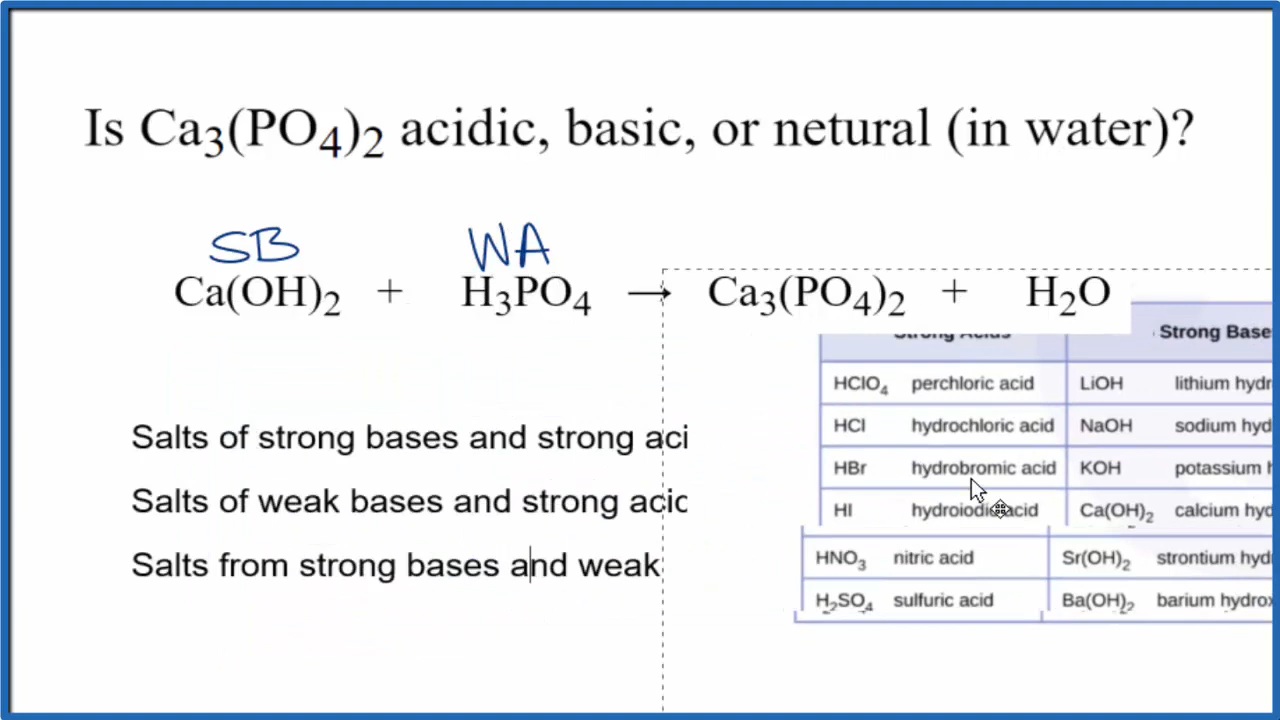 Is Ca₃(PO₄)₂ acidic, basic, or netural (in water)?
SB WA
Ca(OH)₂ + H₃PO₄ → Ca₃(PO₄)₂ + H₂O
Strong Acids Strong Base
HClO₄ perchloric acid LiOH lithium hydr
HCl hydrochloric acid NaOH sodium hyd
HBr hydrobromic acid KOH potassium h
HI hydroiodic acid Ca(OH)₂ calcium hyd
HNO₃ nitric acid Sr(OH)₂ strontium hyd
H₂SO₄ sulfuric acid Ba(OH)₂ barium hydrox
Salts of strong bases and strong aci
Salts of weak bases and strong acid
Salts from strong bases and weak